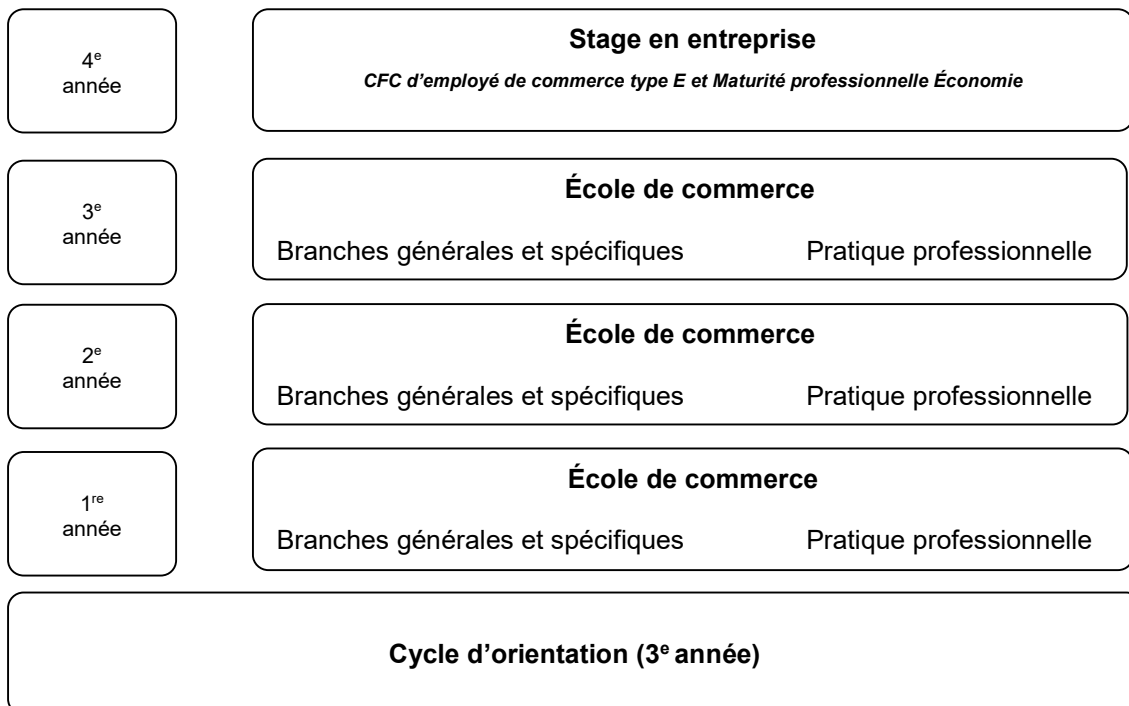 4e
année
Stage en entreprise
CFC d’employé de commerce type E et Maturité professionnelle Économie
3e
année
École de commerce
Branches générales et spécifiques Pratique professionnelle
2e
année
École de commerce
Branches générales et spécifiques Pratique professionnelle
1re
année
École de commerce
Branches générales et spécifiques Pratique professionnelle
Cycle d’orientation (3e année)